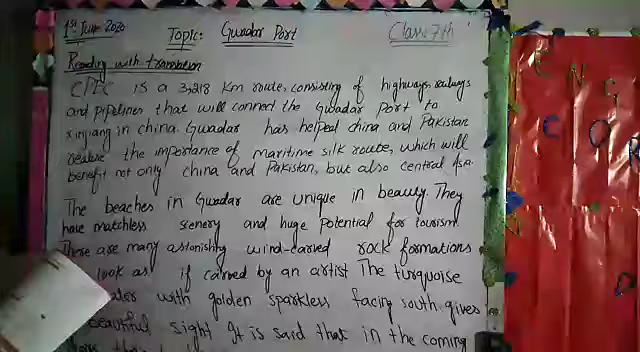 1st June 2020
Topic: Gwadar Port
Class: 7th
Reading with translation
CPEC is a 3,218 Km route, consisting of highways, railways
and pipelines that will connect the Gwadar Port to
xinjiang in china. Gwadar has helped china and Pakistan
realise the importance of maritime silk route, which will
benefit not only china and Pakistan, but also central Asia.
The beaches in Gwadar are unique in beauty. They
have matchless scenery and huge potential for tourism.
There are many astonishing wind-carved rock formations
look as if carved by an artist The turquoise
with golden sparkless facing south gives
beautiful sight It is said that in the coming
E N G
C O R